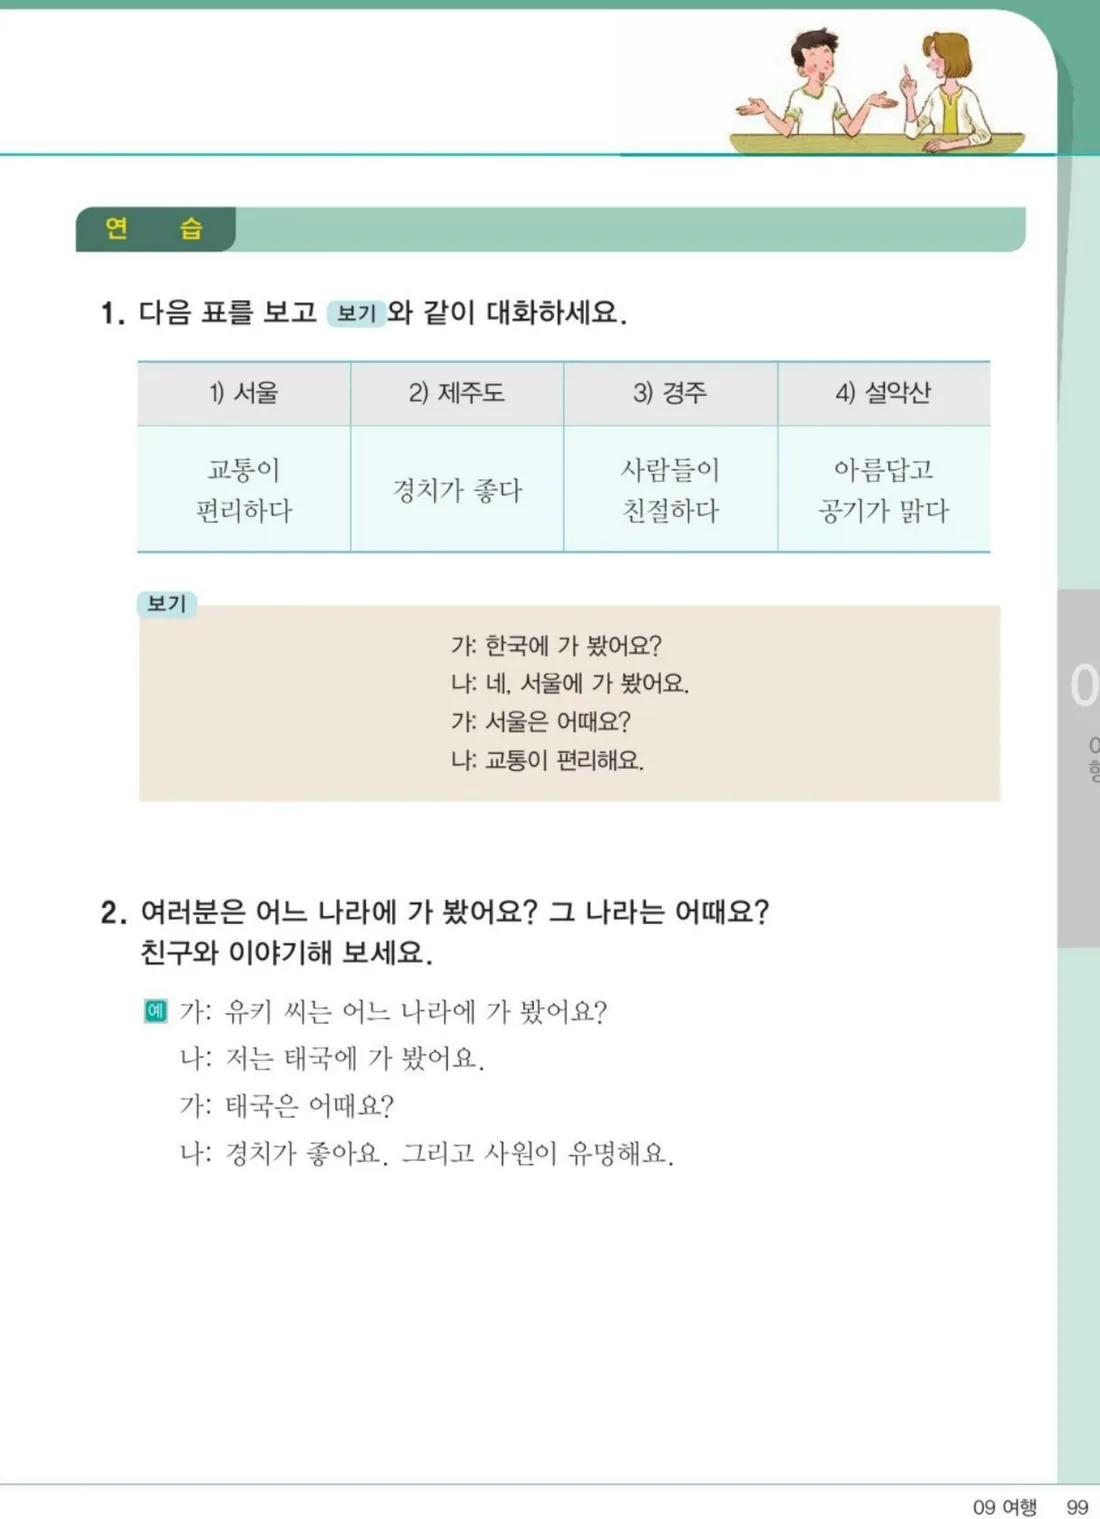 연 습
1. 다음 표를 보고 보기와 같이 대화하세요.
1) 서울
2) 제주도
3) 경주
4) 설악산
교통이
편리하다
경치가 좋다
사람들이
친절하다
아름답고
공기가 맑다
보기
가: 한국에 가 봤어요?
나: 네, 서울에 가 봤어요.
가: 서울은 어때요?
나: 교통이 편리해요.
2. 여러분은 어느 나라에 가 봤어요? 그 나라는 어때요?
친구와 이야기해 보세요.
예 가: 유키 씨는 어느 나라에 가 봤어요?
나: 저는 태국에 가 봤어요.
가: 태국은 어때요?
나: 경치가 좋아요. 그리고 사원이 유명해요.
09 여행 99